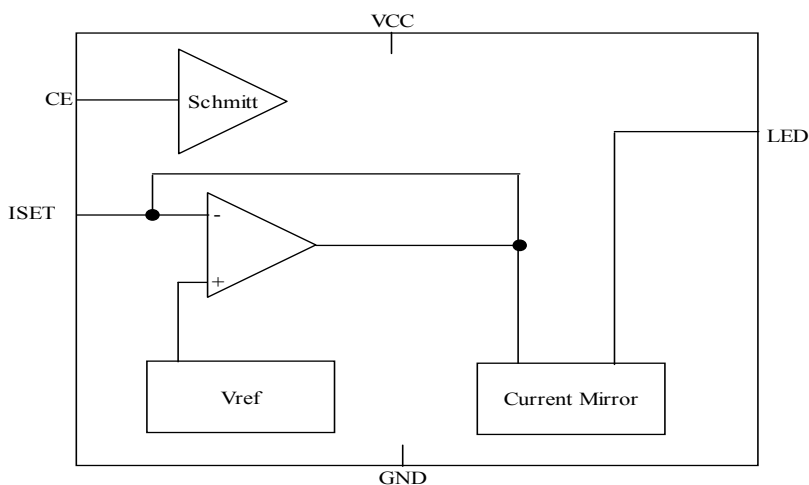 VCC
CE
Schmitt
LED
ISET
-
+
Vref
Current Mirror
GND